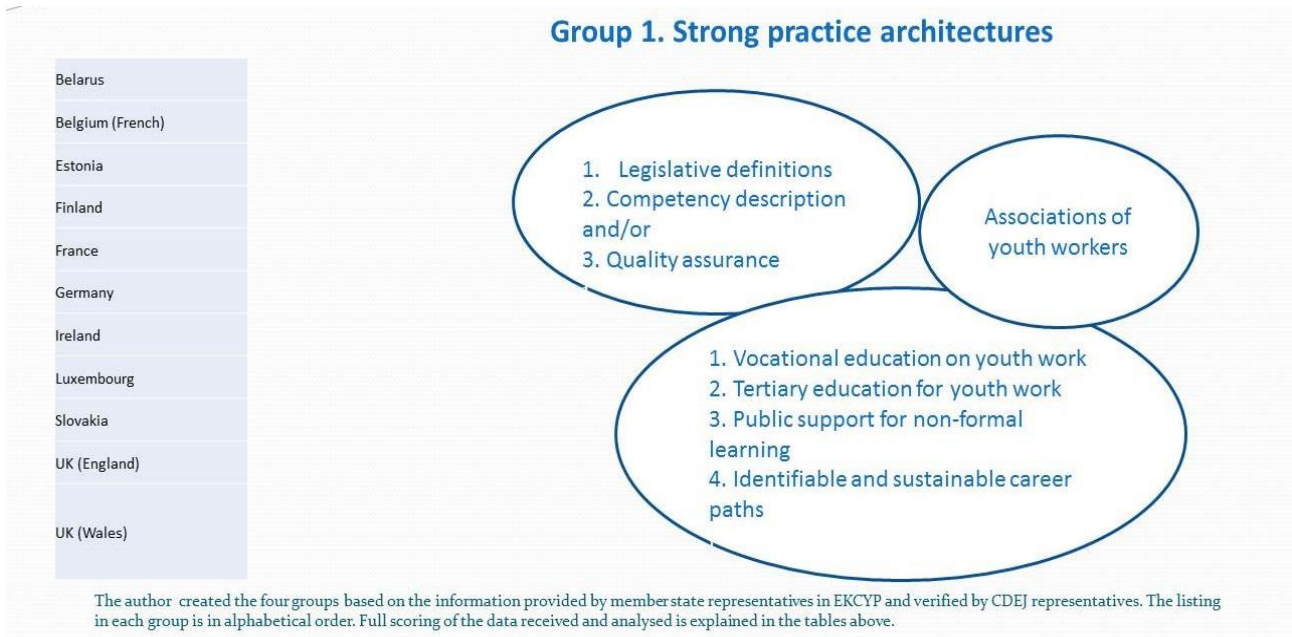 Group 1. Strong practice architectures
Belarus
Belgium (French)
Estonia
Finland
France
Germany
Ireland
Luxembourg
Slovakia
UK (England)
UK (Wales)
1. Legislative definitions
2. Competency description
and/or
3. Quality assurance
Associations of
youth workers
1. Vocational education on youth work
2. Tertiary education for youth work
3. Public support for non-formal
learning
4. Identifiable and sustainable career
paths
The author created the four groups based on the information provided by member state representatives in EKCYP and verified by CDEJ representatives. The listing
in each group is in alphabetical order. Full scoring of the data received and analysed is explained in the tables above.